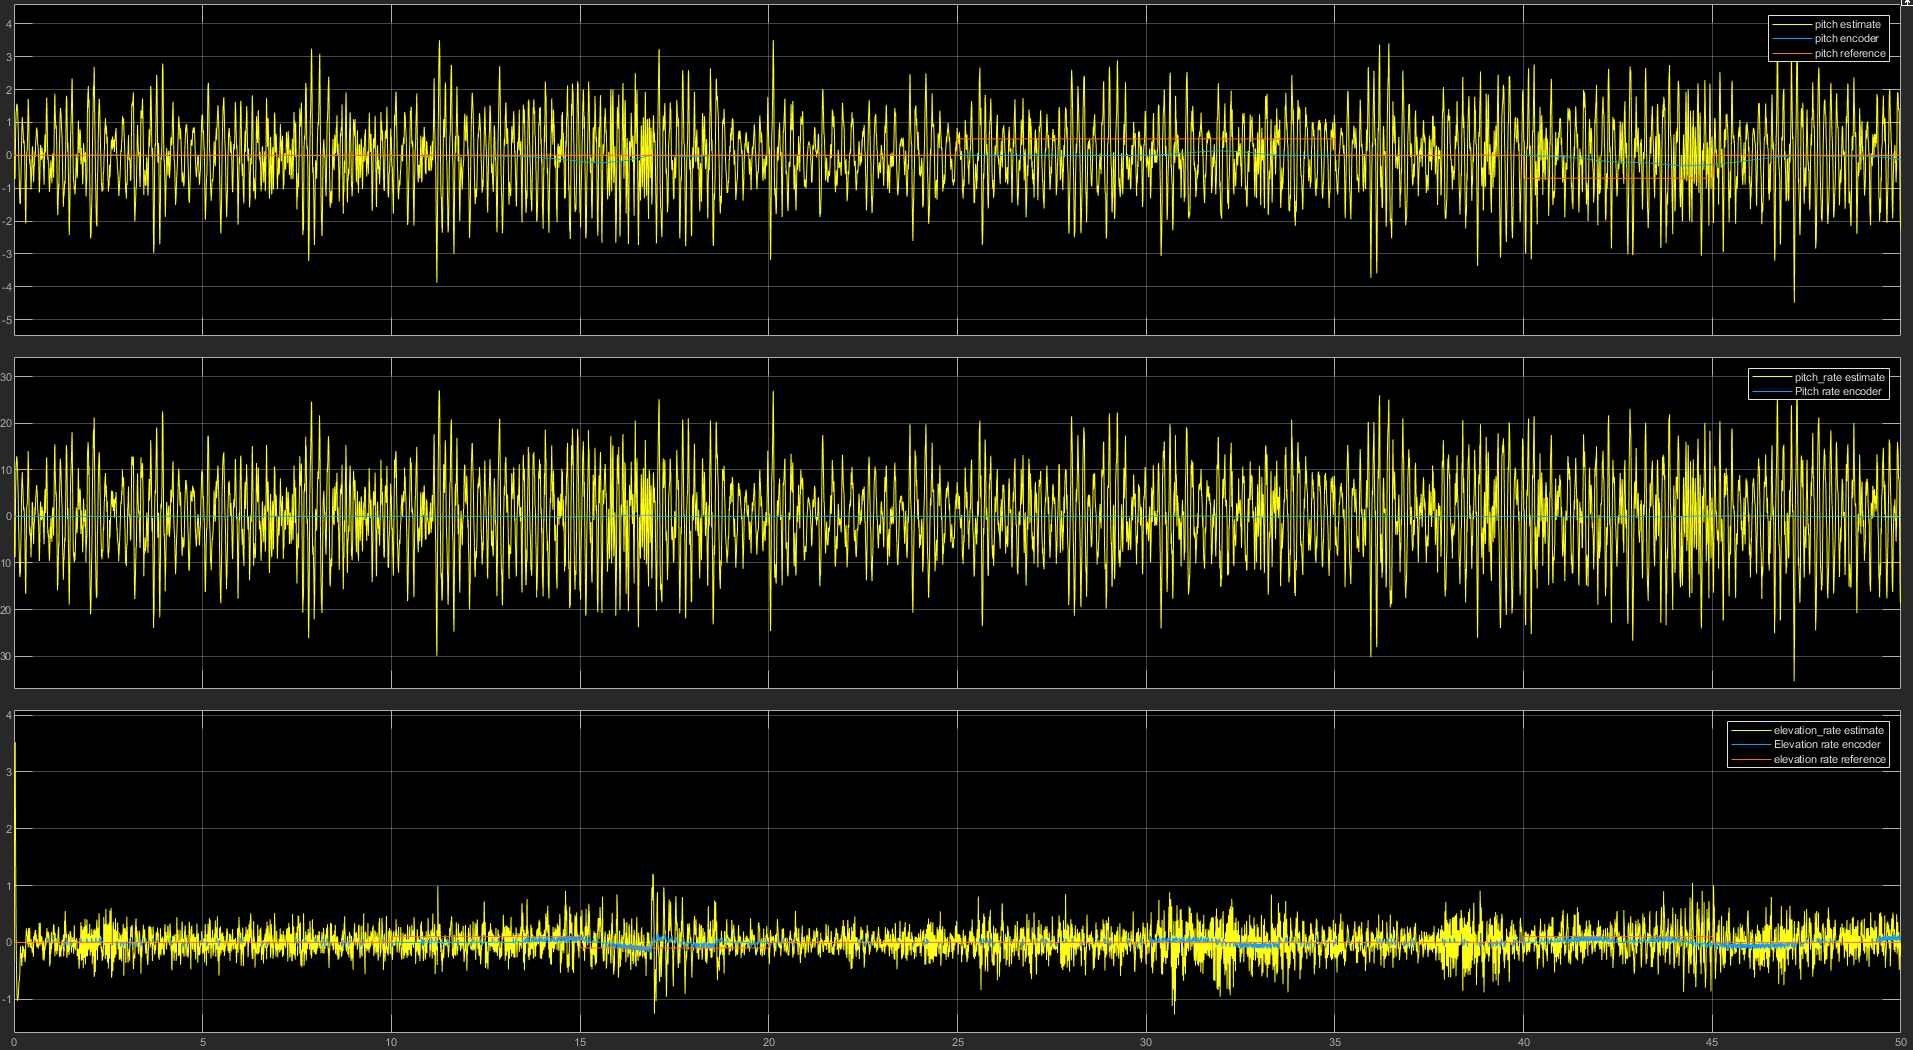 4
3
2
1
0
-1
-2
-3
-4
-5
pitch estimate
pitch encoder
pitch reference
30
20
10
0
10
20
30
pitch_rate estimate
Pitch rate encoder
4
3
2
1
0
-1
elevation_rate estimate
Elevation rate encoder
elevation rate reference
0 5 10 15 20 25 30 35 40 45 50